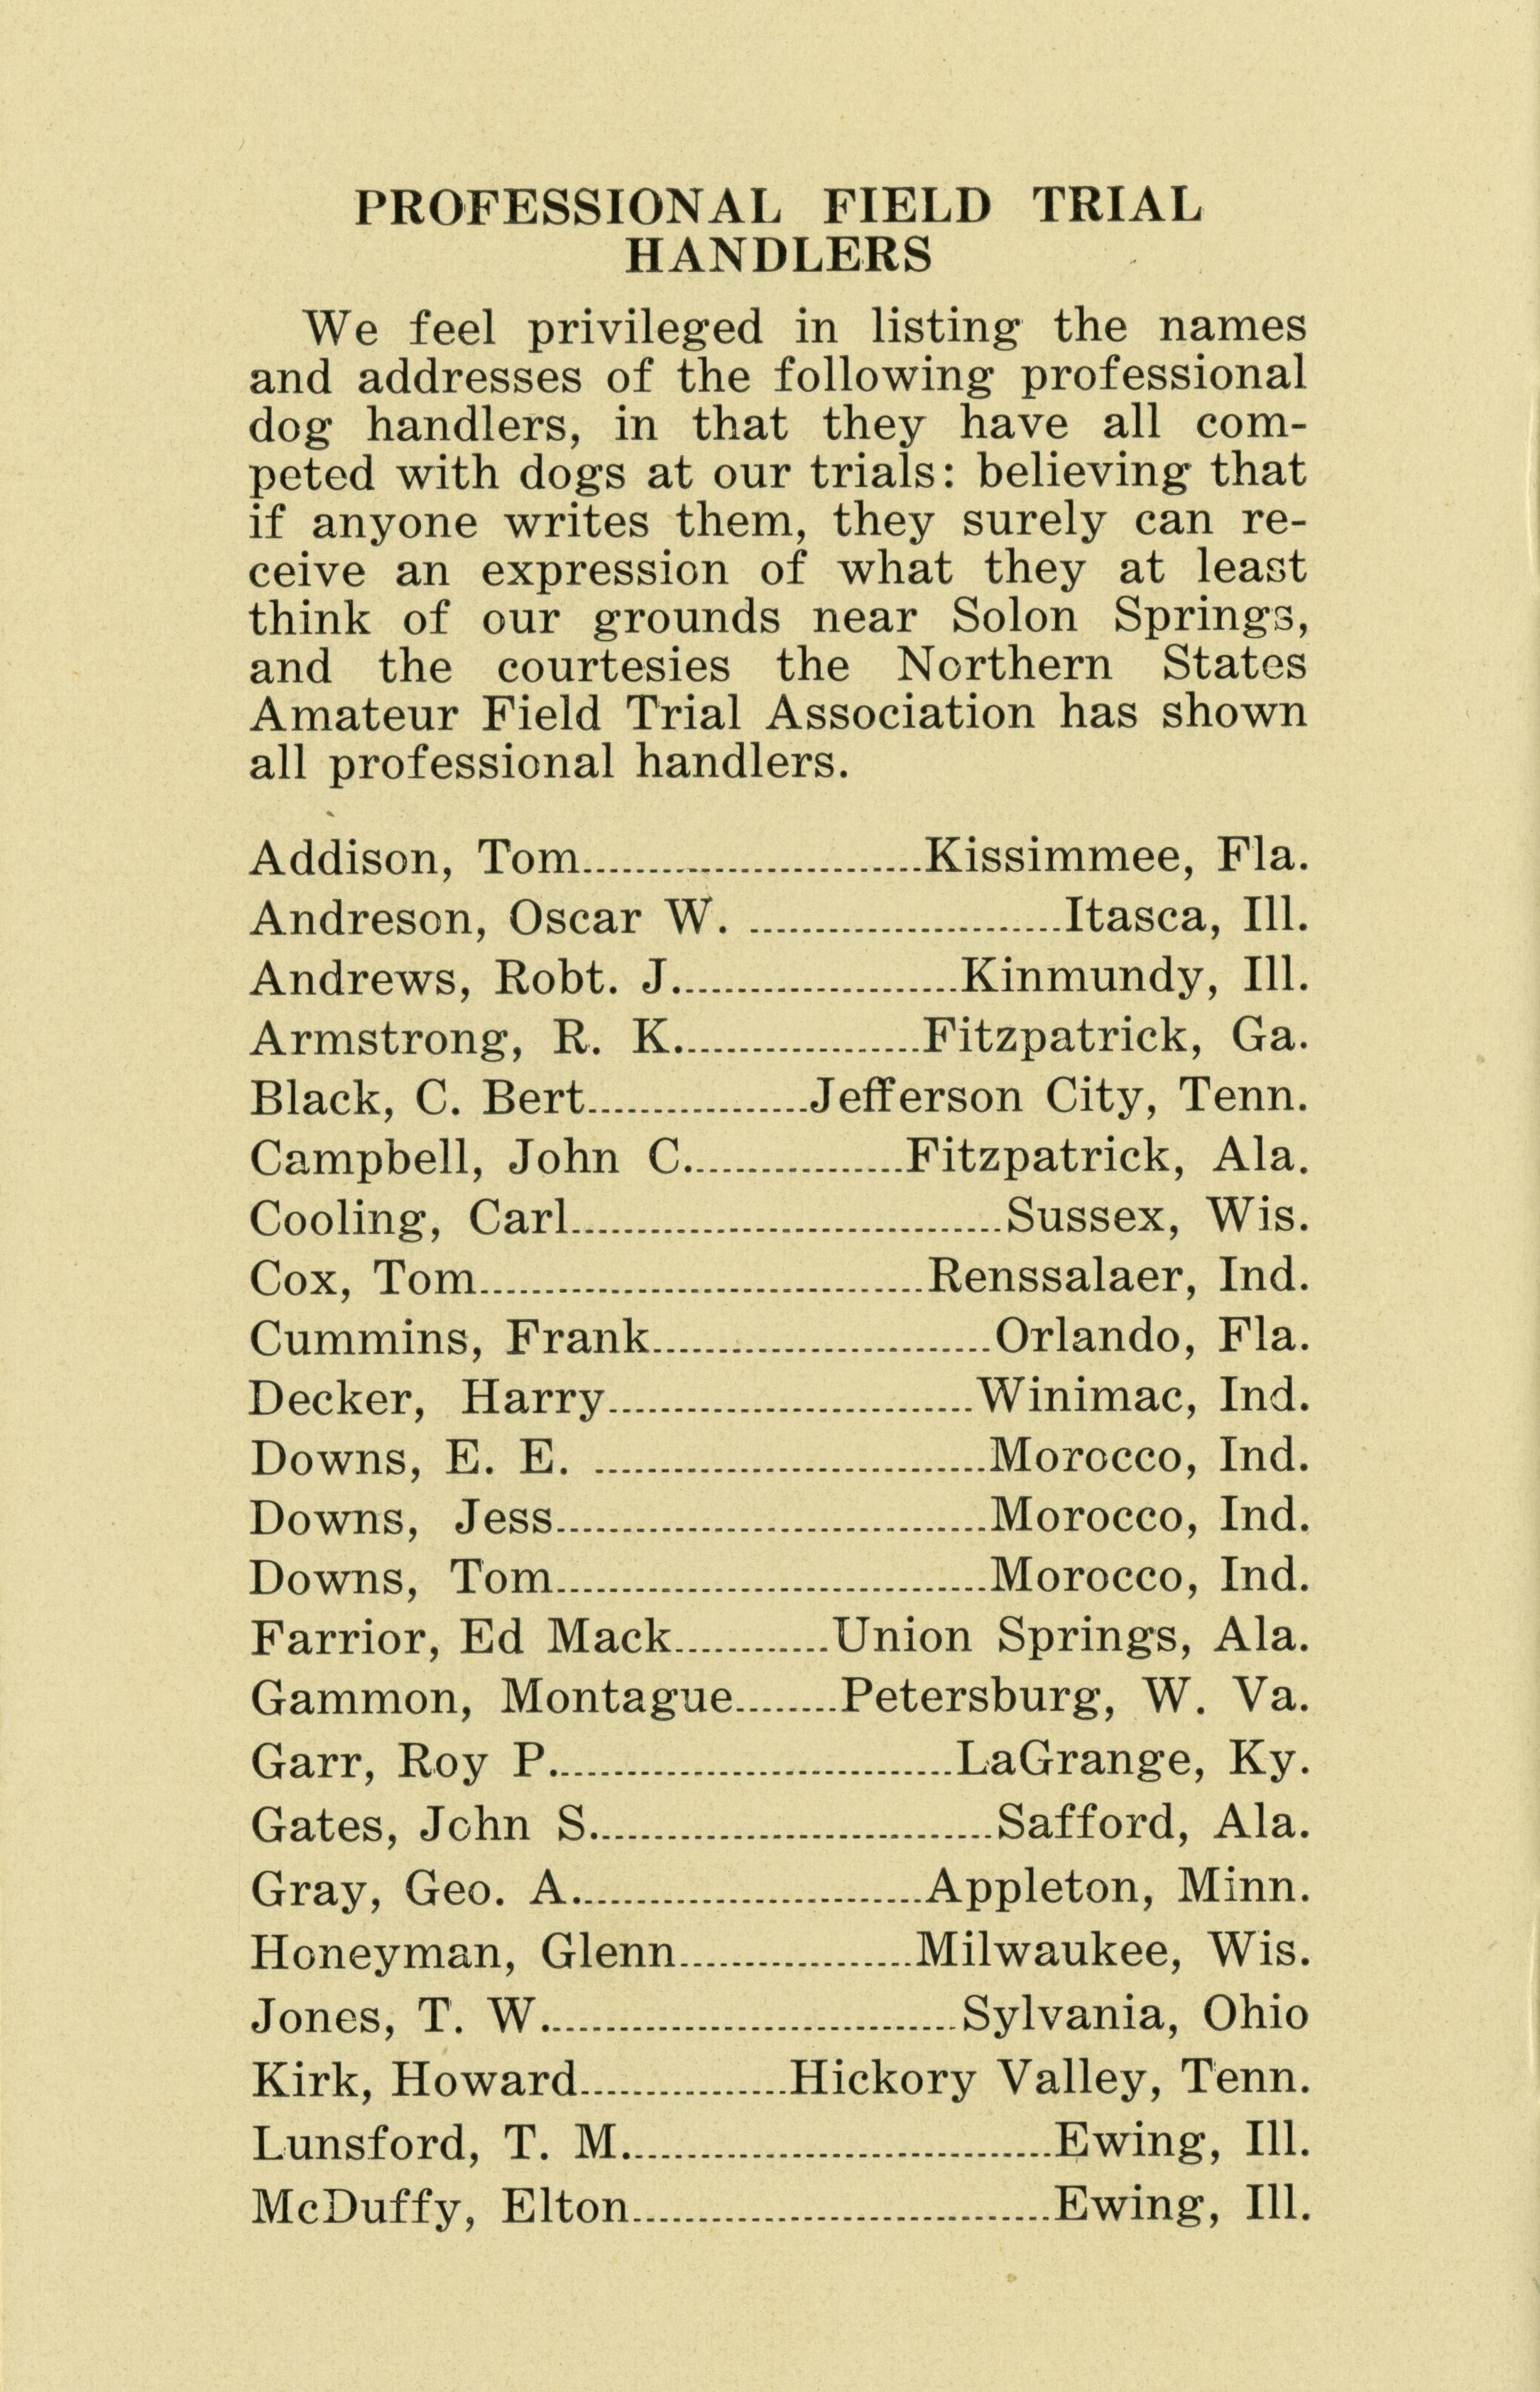 PROFESSIONAL FIELD TRIAL
HANDLERS
We feel privileged in listing the names
and addresses of the following professional
dog handlers, in that they have all com-
peted with dogs at our trials: believing that
if anyone writes them, they surely can re-
ceive an expression of what they at least
think of our grounds near Solon Springs,
and the courtesies the Northern States
Amateur Field Trial Association has shown
all professional handlers.
Addison, Tom..........................Kissimmee, Fla.
Andreson, Oscar W. ........................Itasca, Ill.
Andrews, Robt. J......................Kinmundy, Ill.
Armstrong, R. K...................Fitzpatrick, Ga.
Black, C. Bert.................Jefferson City, Tenn.
Campbell, John C.................Fitzpatrick, Ala.
Cooling, Carl.................................Sussex, Wis.
Cox, Tom..................................Renssalaer, Ind.
Cummins, Frank..........................Orlando, Fla.
Decker, Harry............................Winimac, Ind.
Downs, E. E. ..............................Morocco, Ind.
Downs, Jess.................................Morocco, Ind.
Downs, Tom.................................Morocco, Ind.
Farrior, Ed Mack............Union Springs, Ala.
Gammon, Montague........Petersburg, W. Va.
Garr, Roy P...............................LaGrange, Ky.
Gates, John S...............................Safford, Ala.
Gray, Geo. A...........................Appleton, Minn.
Honeyman, Glenn..................Milwaukee, Wis.
Jones, T. W................................Sylvania, Ohio
Kirk, Howard................Hickory Valley, Tenn.
Lunsford, T. M.................................Ewing, Ill.
McDuffy, Elton................................Ewing, Ill.